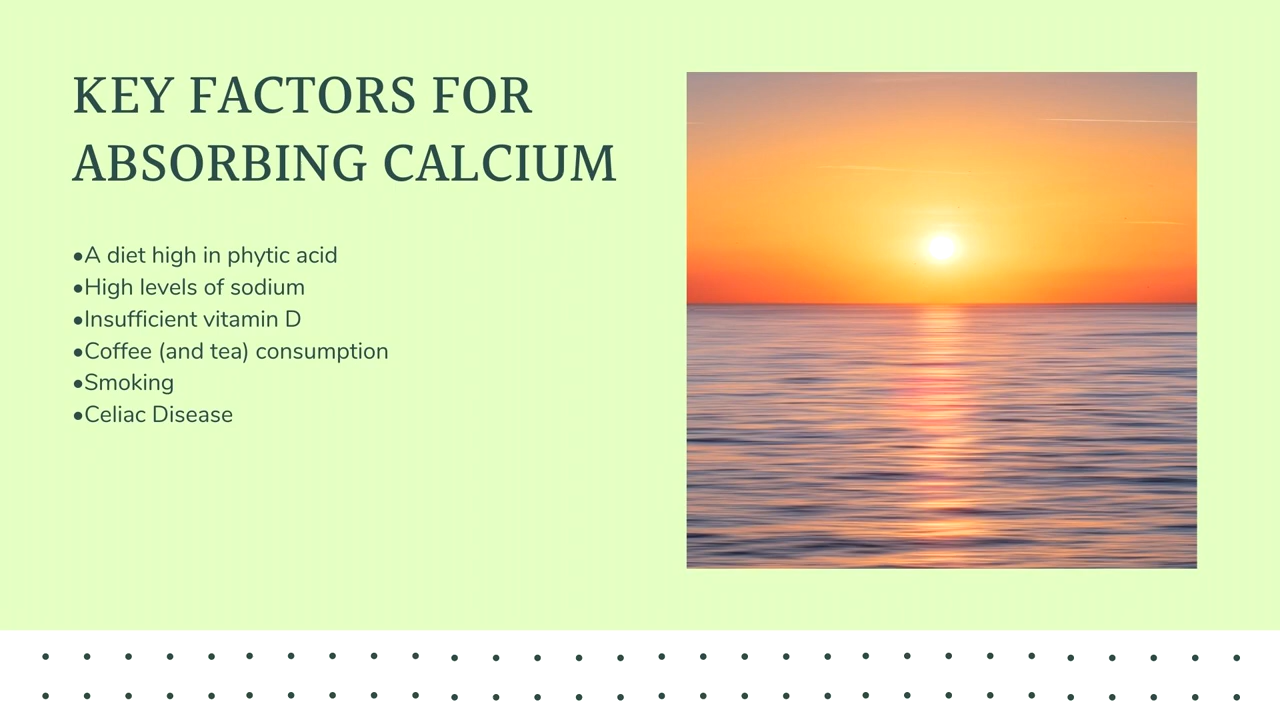 KEY FACTORS FOR
ABSORBING CALCIUM
•A diet high in phytic acid
•High levels of sodium
•Insufficient vitamin D
•Coffee (and tea) consumption
•Smoking
•Celiac Disease